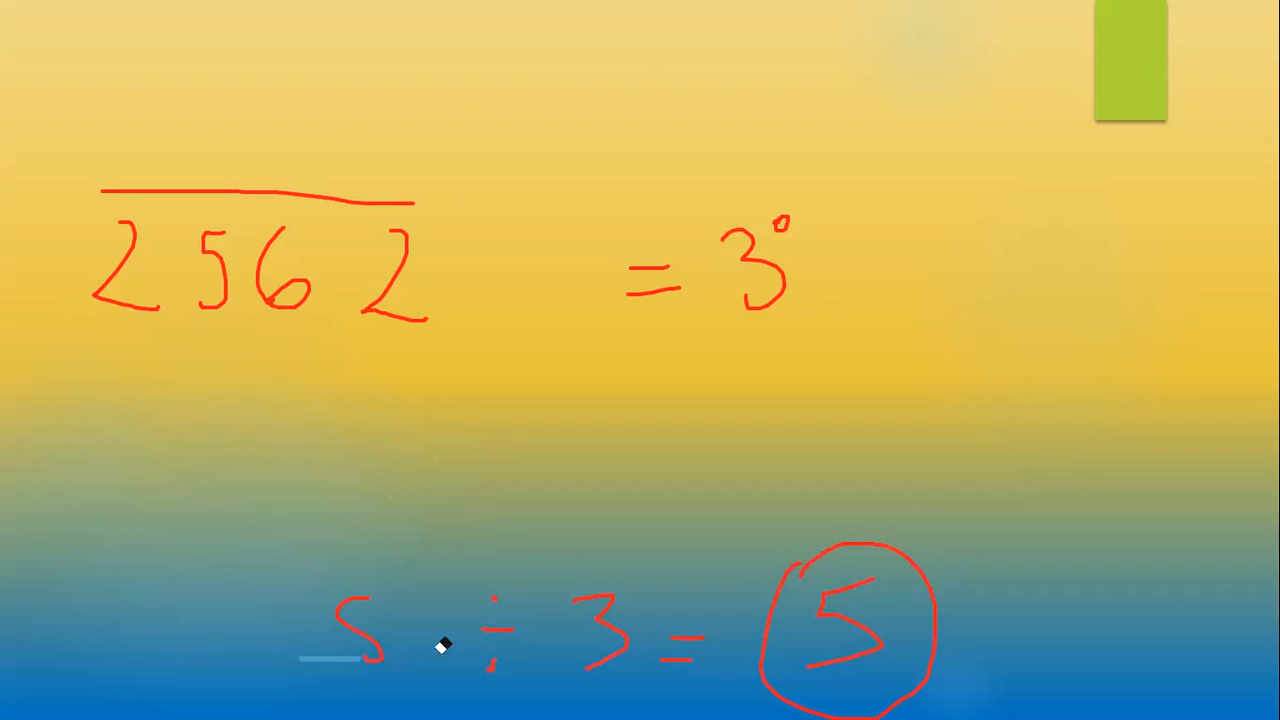 2562 = 3°
5 ÷ 3 = 5